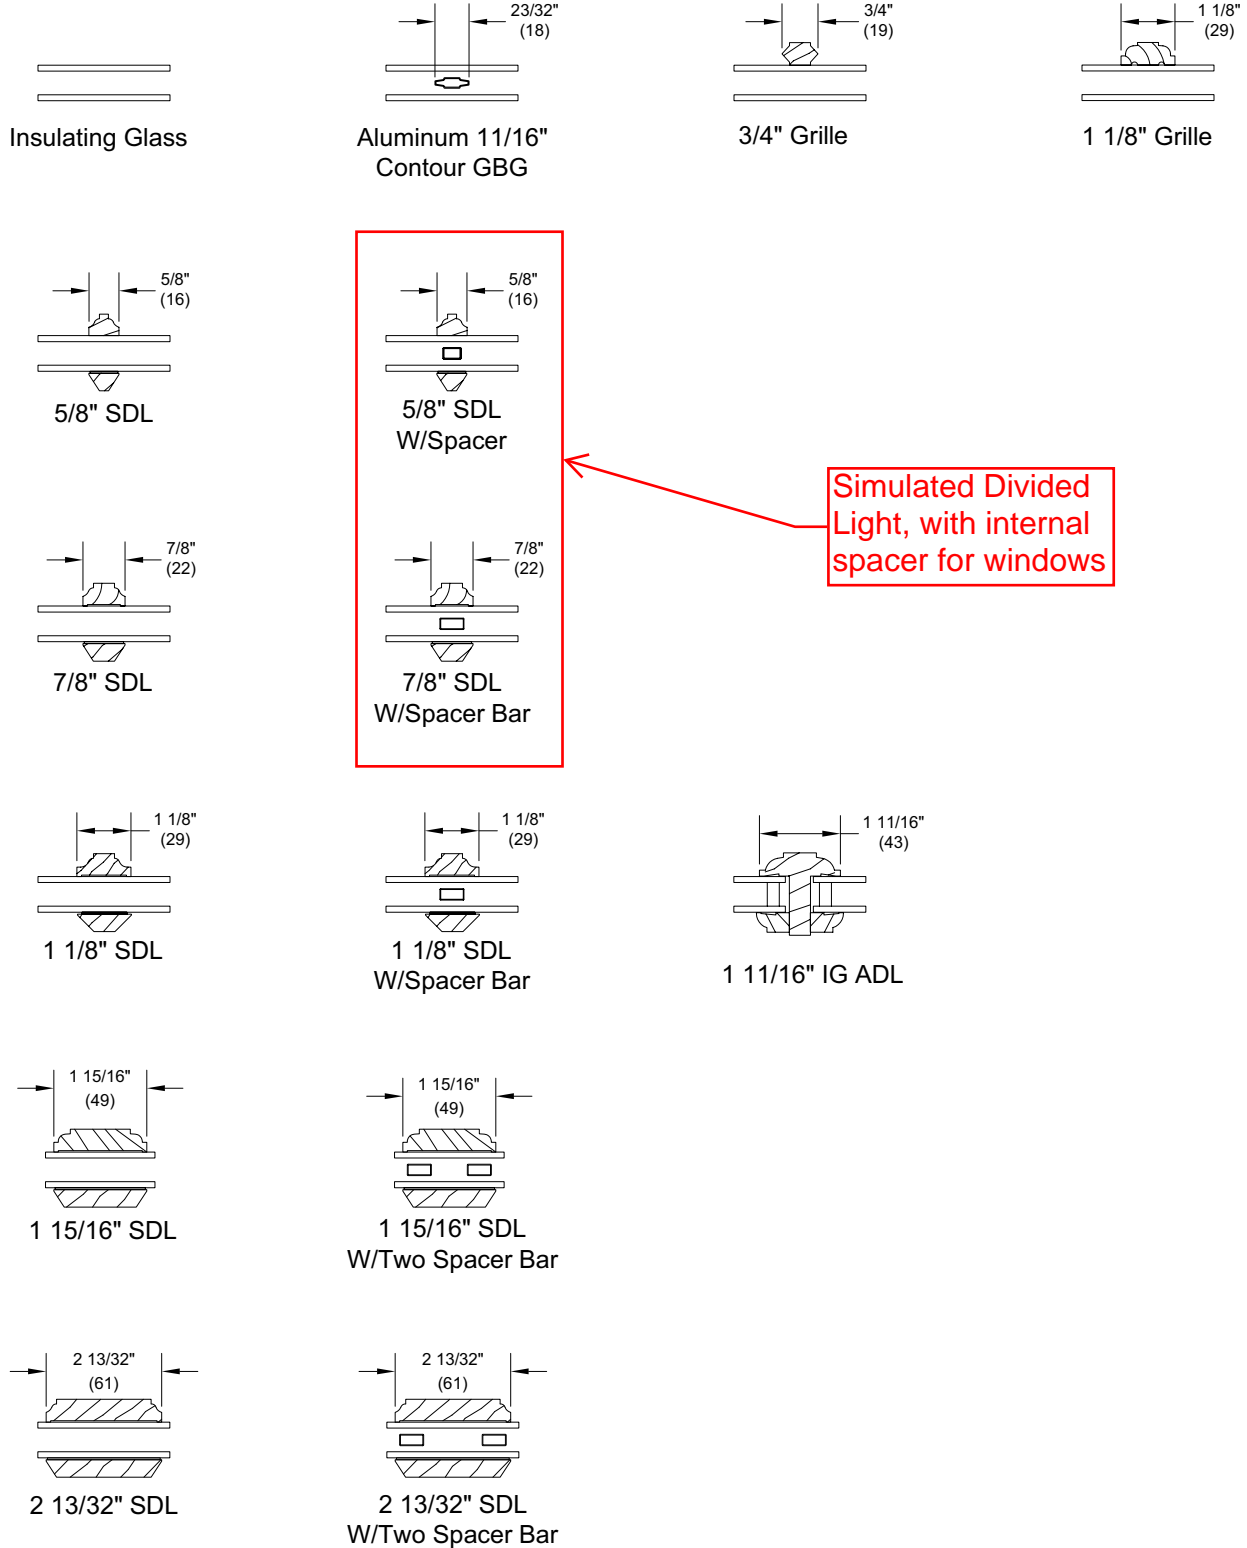 23/32"
(18)
3/4"
(19)
1 1/8"
(29)
Insulating Glass
Aluminum 11/16"
Contour GBG
3/4" Grille
1 1/8" Grille
5/8"
(16)
5/8" SDL
5/8"
(16)
5/8" SDL
W/Spacer
Simulated Divided
Light, with internal
spacer for windows
7/8"
(22)
7/8" SDL
7/8"
(22)
7/8" SDL
W/Spacer Bar
1 1/8"
(29)
1 1/8" SDL
1 1/8"
(29)
1 1/8" SDL
W/Spacer Bar
1 11/16"
(43)
1 11/16" IG ADL
1 15/16"
(49)
1 15/16" SDL
1 15/16"
(49)
1 15/16" SDL
W/Two Spacer Bar
2 13/32"
(61)
2 13/32" SDL
2 13/32"
(61)
2 13/32" SDL
W/Two Spacer Bar